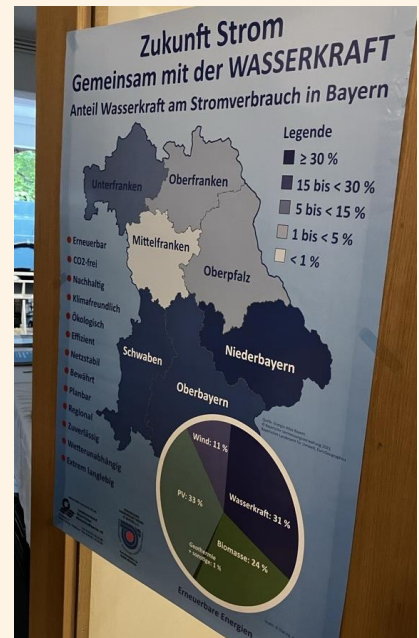 Zukunft Strom
Gemeinsam mit der WASSERKRAFT
Anteil Wasserkraft am Stromverbrauch in Bayern
Legende
≥ 30 %
15 bis < 30 %
5 bis < 15 %
1 bis < 5 %
< 1 %
Unterfranken
Oberfranken
Mittelfranken
Oberpfalz
Schwaben
Niederbayern
Oberbayern
Erneuerbar
CO2-frei
Nachhaltig
Klimafreundlich
Ökologisch
Effizient
Netzstabil
Bewährt
Planbar
Regional
Zuverlässig
Wetterunabhängig
Extrem langlebig
Wind: 11 %
Wasserkraft: 31 %
PV: 33 %
Biomasse: 24 %
Geothermie
+ sonstige: 1 %
Erneuerbare Energien